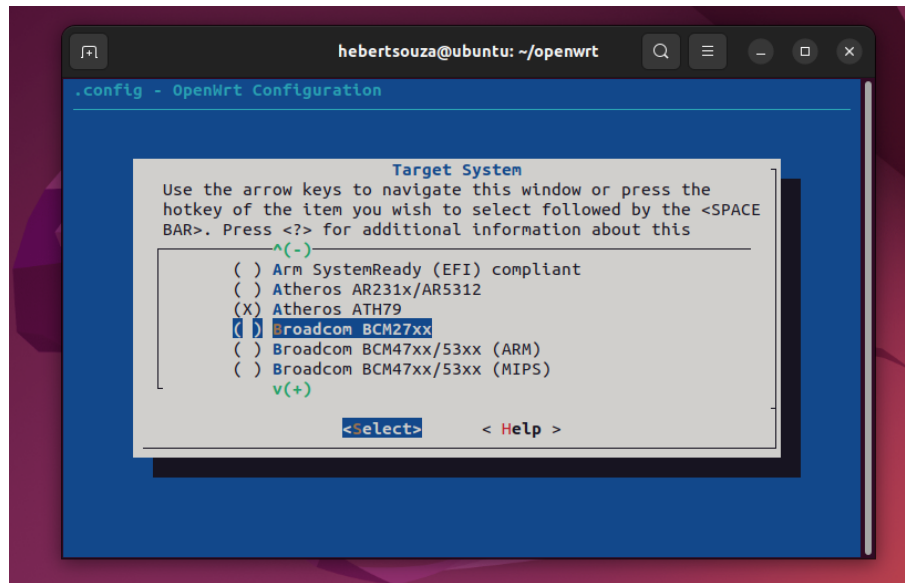 hebertsouza@ubuntu: ~/openwrt
.config - OpenWrt Configuration
Target System
Use the arrow keys to navigate this window or press the
hotkey of the item you wish to select followed by the <SPACE
BAR>. Press <?> for additional information about this
^(-)
( ) Arm SystemReady (EFI) compliant
( ) Atheros AR231x/AR5312
(X) Atheros ATH79
( ) Broadcom BCM27xx
( ) Broadcom BCM47xx/53xx (ARM)
( ) Broadcom BCM47xx/53xx (MIPS)
v(+)
<Select> < Help >